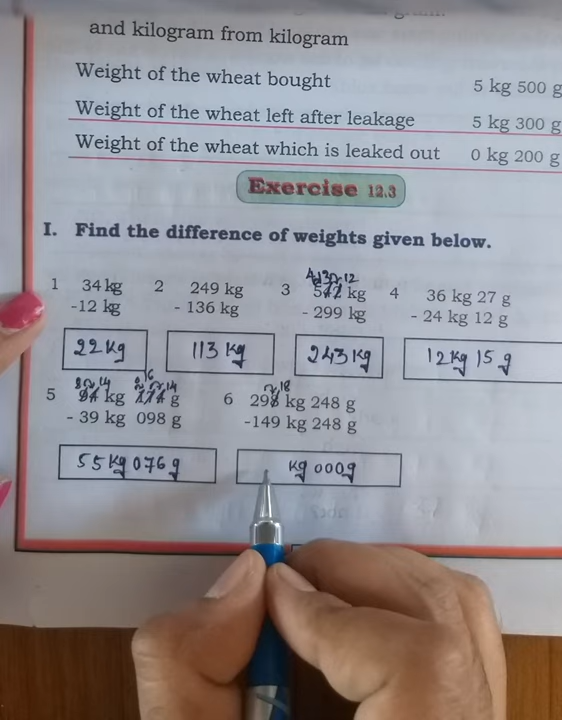 and kilogram from kilogram
Weight of the wheat bought 5 kg 500 g
Weight of the wheat left after leakage 5 kg 300 g
Weight of the wheat which is leaked out 0 kg 200 g
Exercise 12.3
I. Find the difference of weights given below.
1 34 kg 2 249 kg 3 542 kg 4 36 kg 27 g
-12 kg - 136 kg - 299 kg - 24 kg 12 g
22 kg 113 kg 243 kg 12 kg 15 g
5 94 kg 174 g 6 298 kg 248 g
- 39 kg 098 g -149 kg 248 g
55 kg 076 g kg 000g